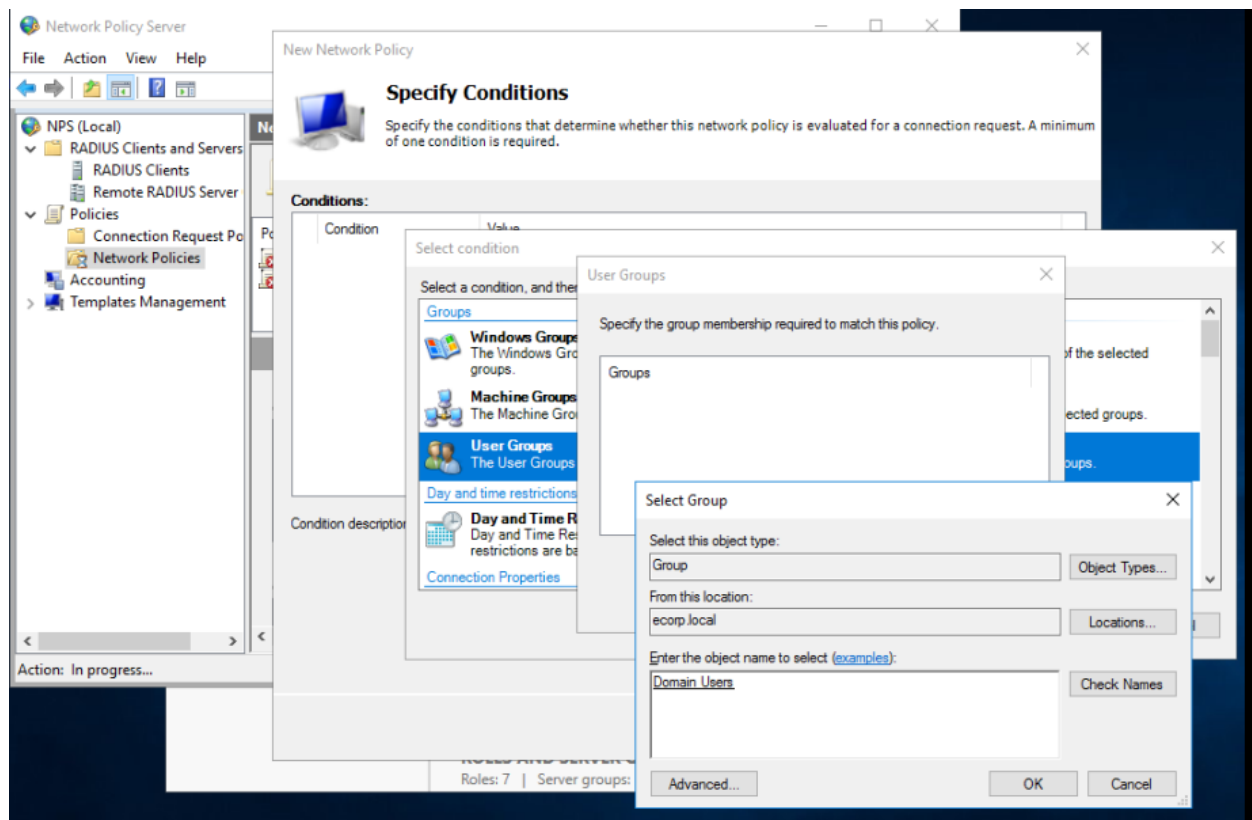 Network Policy Server
File Action View Help
NPS (Local)
RADIUS Clients and Servers
RADIUS Clients
Remote RADIUS Server
Policies
Connection Request Po
Network Policies
Accounting
Templates Management
Action: In progress...
New Network Policy
Specify Conditions
Specify the conditions that determine whether this network policy is evaluated for a connection request. A minimum
of one condition is required.
Conditions:
Condition Value
Condition description
Select condition
Select a condition, and then
Groups
Windows Groups
The Windows Gro of the selected
groups.
Machine Groups
The Machine Grou ected groups.
User Groups
The User Groups oups.
Day and time restrictions
Day and Time R
Day and Time Res
restrictions are ba
Connection Properties
User Groups
Specify the group membership required to match this policy.
Groups
Select Group
Select this object type:
Group
Object Types...
From this location:
ecorp.local
Locations...
Enter the object name to select (examples):
Domain Users
Check Names
Advanced...
OK
Cancel
Roles: 7 | Server groups: